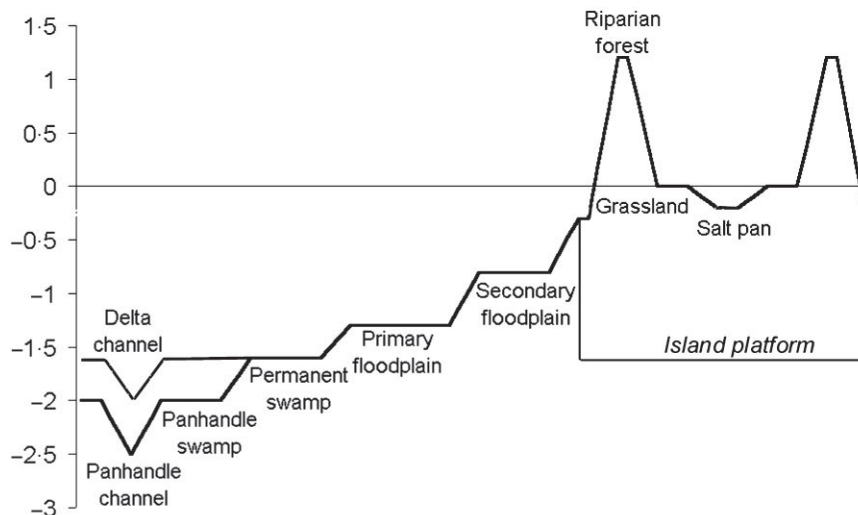 1·5
1
0·5
0
−0·5
−1
−1·5
−2
−2·5
−3
Riparian
forest
Grassland
Salt pan
Secondary
floodplain
Island platform
Delta
channel
Primary
floodplain
Permanent
swamp
Panhandle
swamp
Panhandle
channel